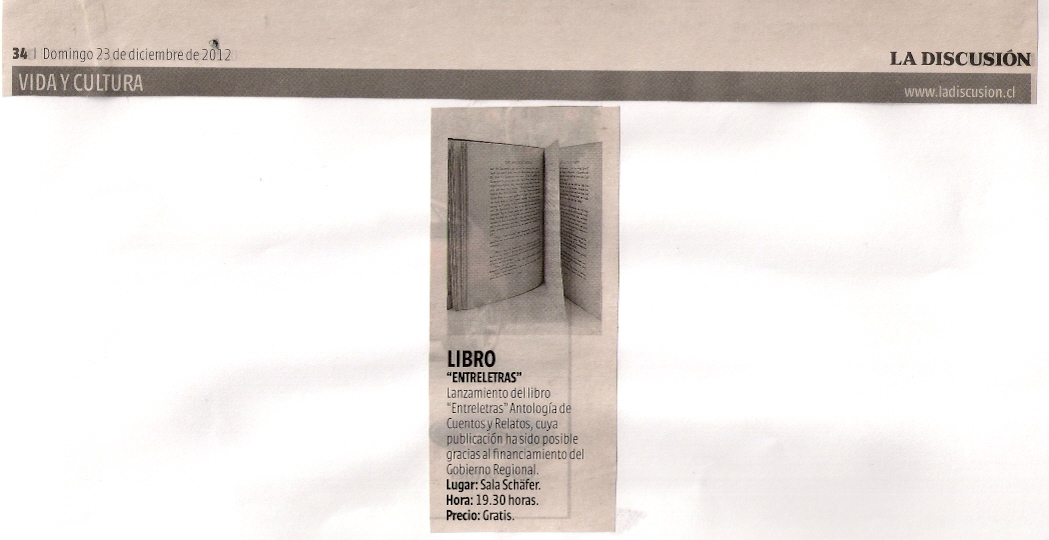 34 | Domingo 23 de diciembre de 2012
LA DISCUSIÓN
VIDA Y CULTURA
www.ladiscusion.cl
LIBRO
“ENTRELETRAS”
Lanzamiento del libro
“Entreletras” Antología de
Cuentos y Relatos, cuya
publicación ha sido posible
gracias al financiamiento del
Gobierno Regional.
Lugar: Sala Schäfer.
Hora: 19.30 horas.
Precio: Gratis.